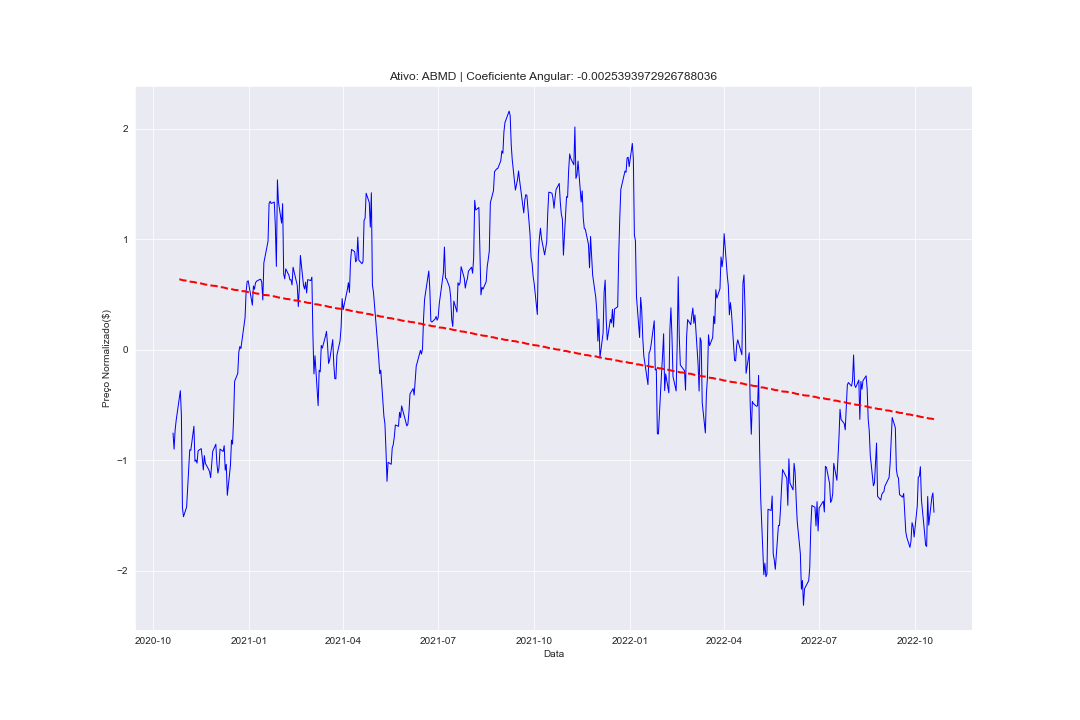 Ativo: ABMD | Coeficiente Angular: -0.0025393972926788036
Preço Normalizado($)
2
1
0
−1
−2
2020-10 2021-01 2021-04 2021-07 2021-10 2022-01 2022-04 2022-07 2022-10
Data